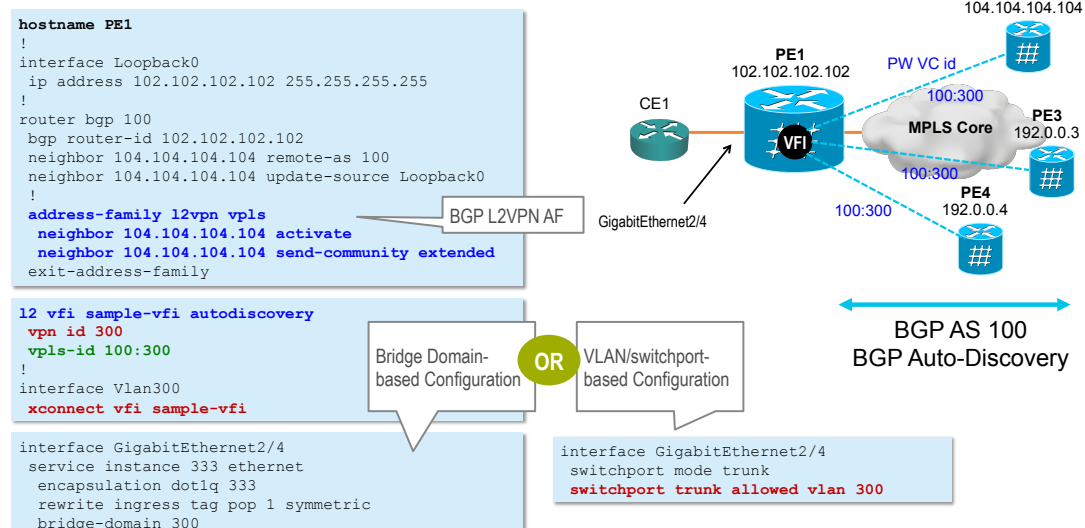 hostname PE1
!
interface Loopback0
ip address 102.102.102.102 255.255.255.255
!
router bgp 100
bgp router-id 102.102.102.102
neighbor 104.104.104.104 remote-as 100
neighbor 104.104.104.104 update-source Loopback0
!
address-family l2vpn vpls
neighbor 104.104.104.104 activate
neighbor 104.104.104.104 send-community extended
exit-address-family
BGP L2VPN AF
l2 vfi sample-vfi autodiscovery
vpn id 300
vpls-id 100:300
!
interface Vlan300
xconnect vfi sample-vfi
Bridge Domain-
based Configuration
OR
VLAN/switchport-
based Configuration
interface GigabitEthernet2/4
service instance 333 ethernet
encapsulation dot1q 333
rewrite ingress tag pop 1 symmetric
bridge-domain 300
interface GigabitEthernet2/4
switchport mode trunk
switchport trunk allowed vlan 300
104.104.104.104
PE1
102.102.102.102
PW VC id
100:300
CE1
VFI
MPLS Core
PE3
192.0.0.3
100:300
PE4
192.0.0.4
100:300
GigabitEthernet2/4
BGP AS 100
BGP Auto-Discovery